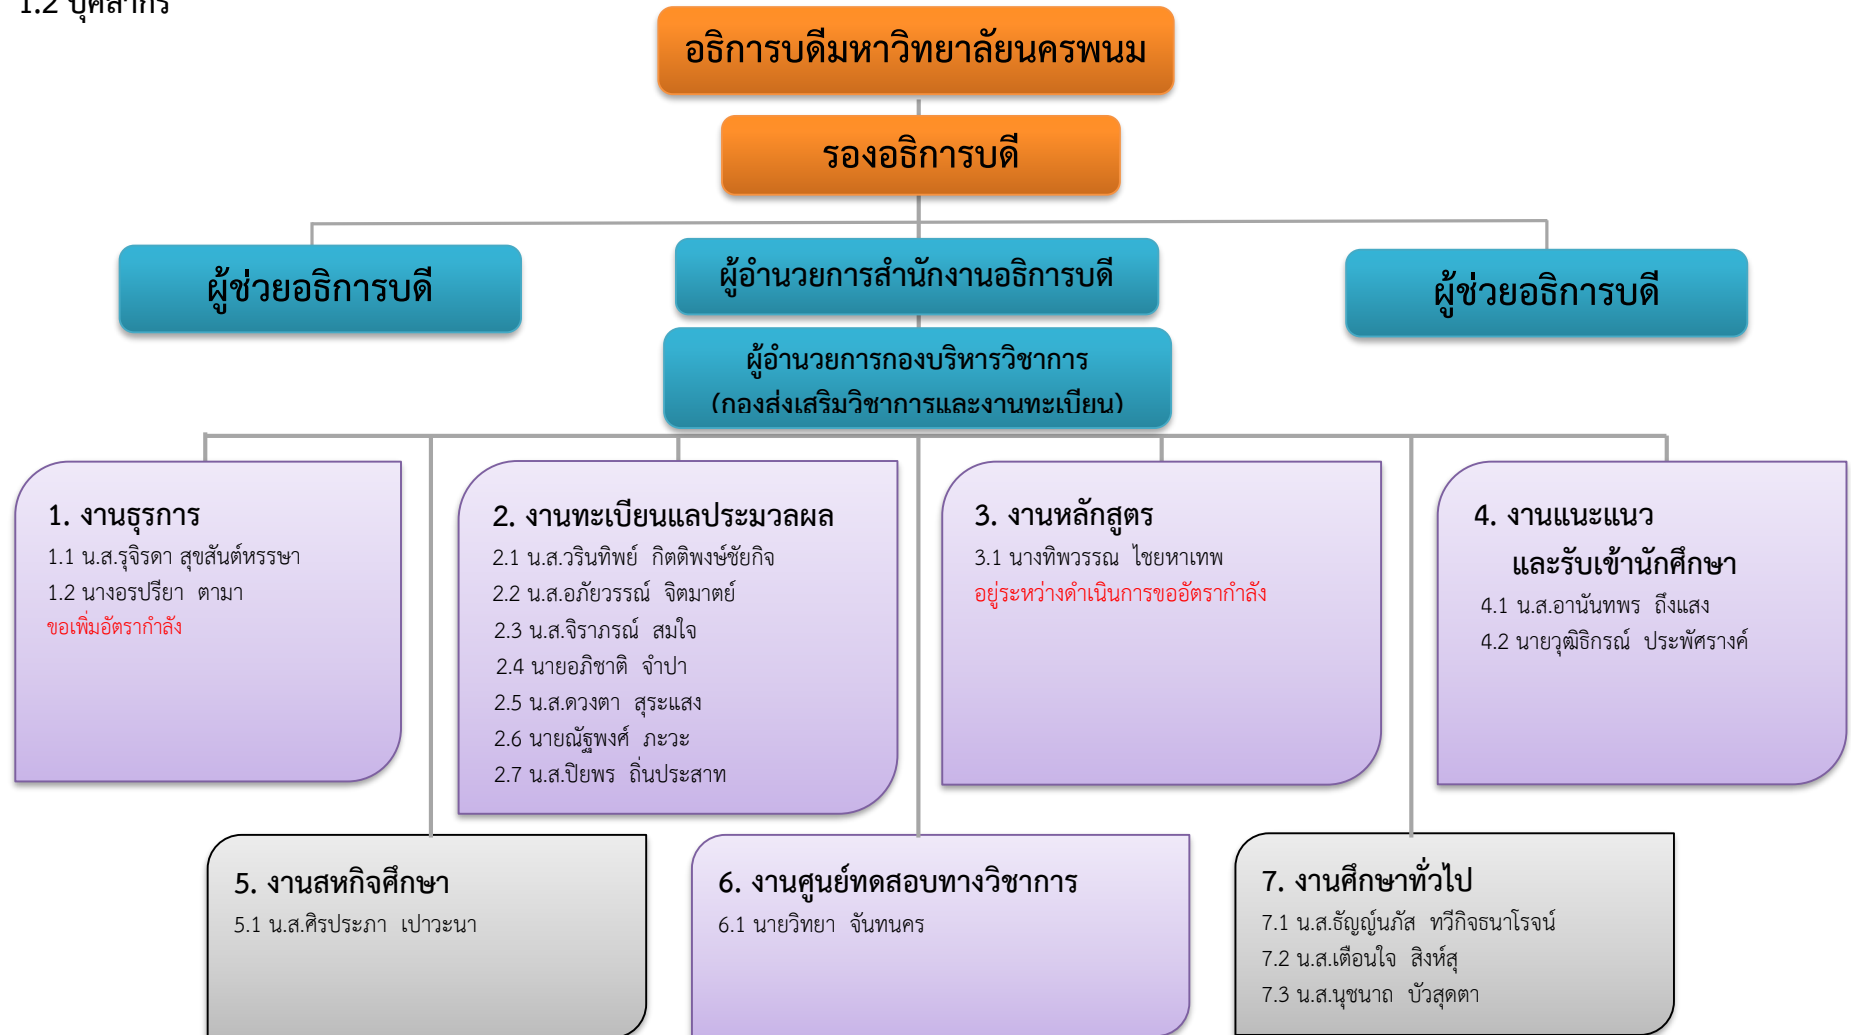 1.2 บุคลากร
อธิการบดีมหาวิทยาลัยนครพนม
รองอธิการบดี
ผู้ช่วยอธิการบดี
ผู้อำนวยการสำนักงานอธิการบดี
ผู้ช่วยอธิการบดี
ผู้อำนวยการกองบริหารวิชาการ
(กองส่งเสริมวิชาการและงานทะเบียน)
1. งานธุรการ
1.1 น.ส.รุจิรดา สุขสันต์หรรษา
1.2 นางอรปรียา ตามา
ขอเพิ่มอัตรากำลัง
2. งานทะเบียนแลประมวลผล
2.1 น.ส.วรินทิพย์ กิตติพงษ์ชัยกิจ
2.2 น.ส.อภัยวรรณ์ จิตมาตย์
2.3 น.ส.จิราภรณ์ สมใจ
2.4 นายอภิชาติ จำปา
2.5 น.ส.ดวงตา สุระแสง
2.6 นายณัฐพงศ์ ภะวะ
2.7 น.ส.ปิยพร ถิ่นประสาท
3. งานหลักสูตร
3.1 นางทิพวรรณ ไชยหาเทพ
อยู่ระหว่างดำเนินการขออัตรากำลัง
4. งานแนะแนว
และรับเข้านักศึกษา
4.1 น.ส.อานันทพร ถึงแสง
4.2 นายวุฒิธิกรณ์ ประพัศรางค์
5. งานสหกิจศึกษา
5.1 น.ส.ศิรประภา เปาวะนา
6. งานศูนย์ทดสอบทางวิชาการ
6.1 นายวิทยา จันทนคร
7. งานศึกษาทั่วไป
7.1 น.ส.ธัญญ์นภัส ทวีกิจธนาโรจน์
7.2 น.ส.เตือนใจ สิงห์สุ
7.3 น.ส.นุชนาถ บัวสุดตา